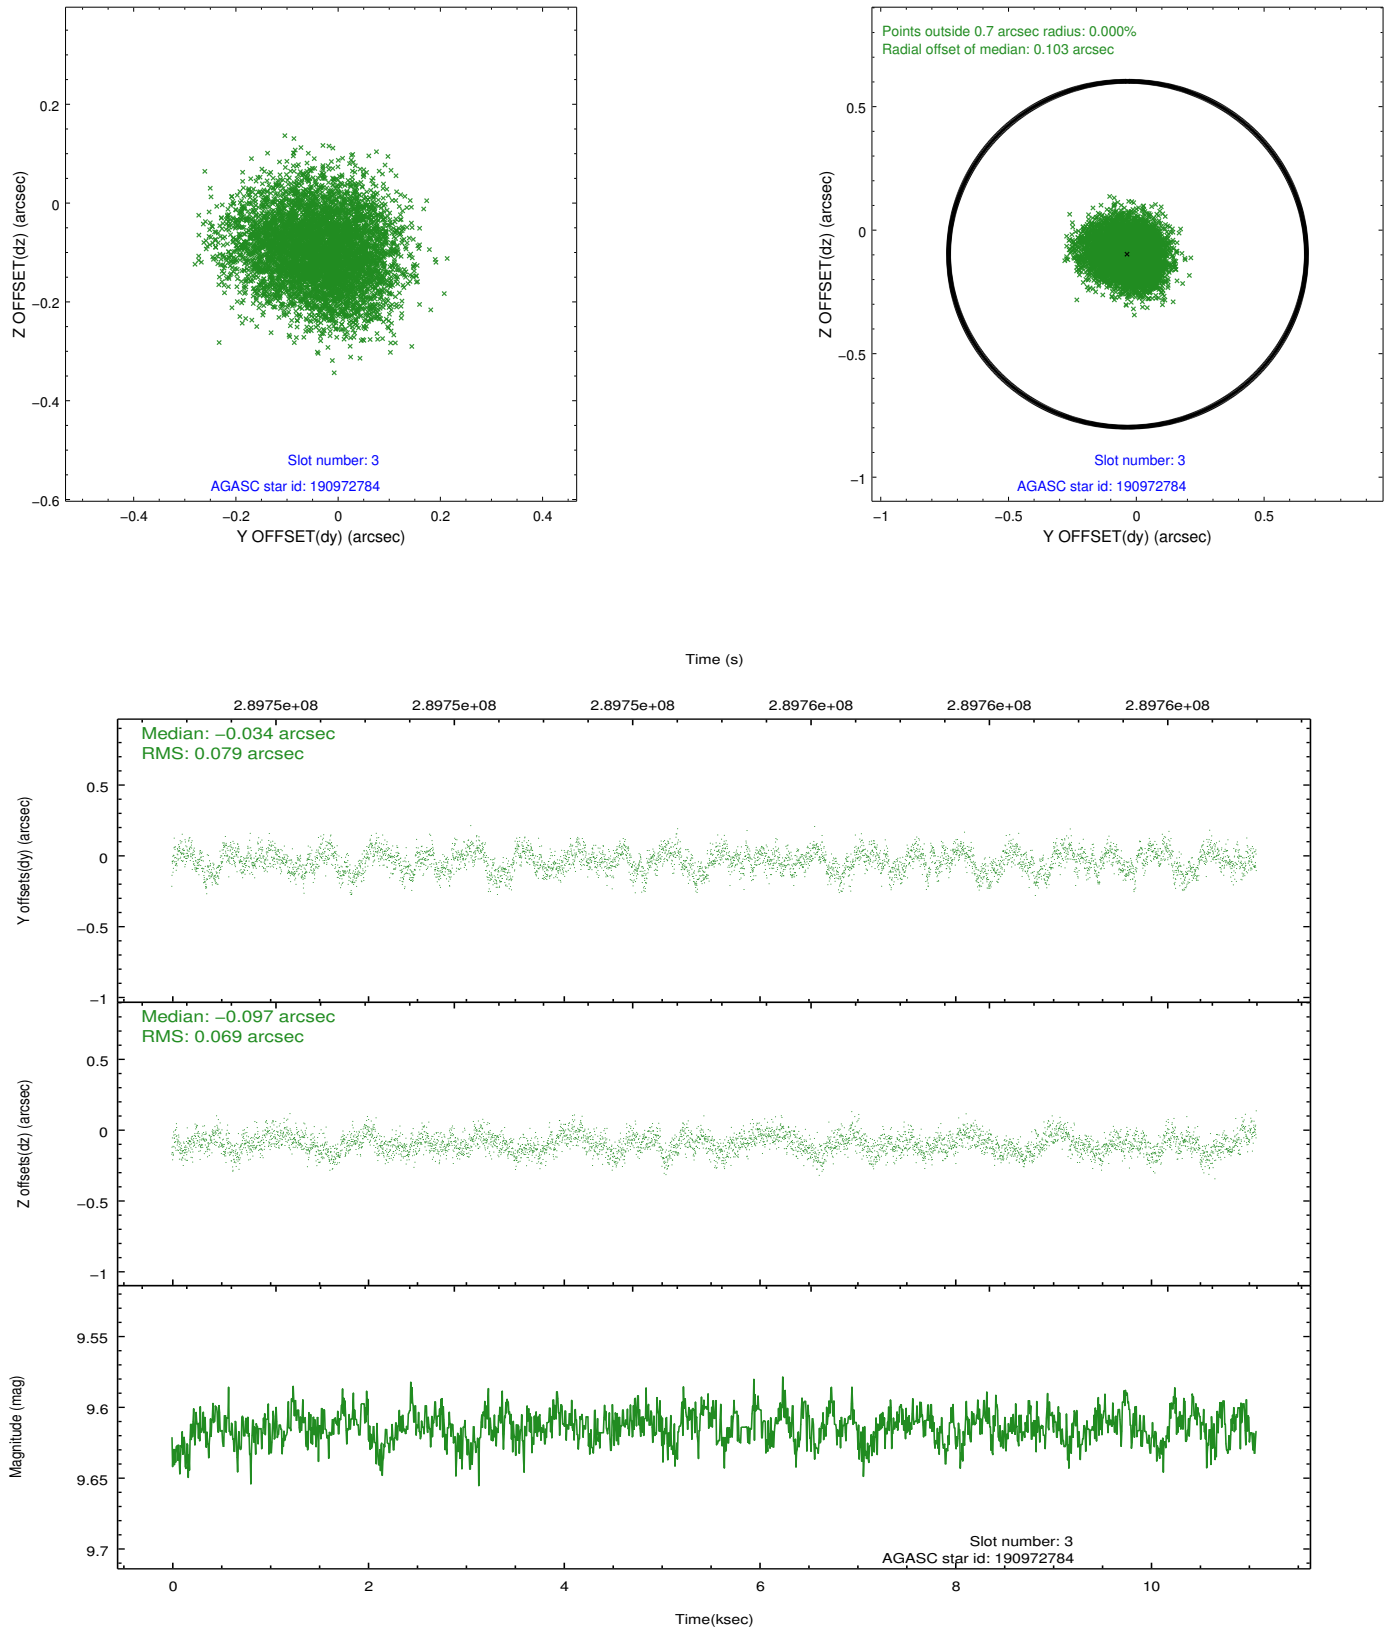 0.2
0
−0.2
−0.4
−0.6
Z OFFSET(dz) (arcsec)
Slot number: 3
AGASC star id: 190972784
−0.4
−0.2
0
0.2
0.4
Y OFFSET(dy) (arcsec)
Points outside 0.7 arcsec radius: 0.000%
Radial offset of median: 0.103 arcsec
0.5
0
−0.5
−1
Z OFFSET(dz) (arcsec)
Slot number: 3
AGASC star id: 190972784
−1
−0.5
0
0.5
Y OFFSET(dy) (arcsec)
Time (s)
2.8975e+08
2.8975e+08
2.8975e+08
2.8976e+08
2.8976e+08
2.8976e+08
Median: −0.034 arcsec
RMS: 0.079 arcsec
0.5
0
−0.5
−1
Y offsets(dy) (arcsec)
Median: −0.097 arcsec
RMS: 0.069 arcsec
0.5
0
−0.5
−1
Z offsets(dz) (arcsec)
9.55
9.6
9.65
9.7
Magnitude (mag)
Slot number: 3
AGASC star id: 190972784
0
2
4
6
8
10
Time(ksec)